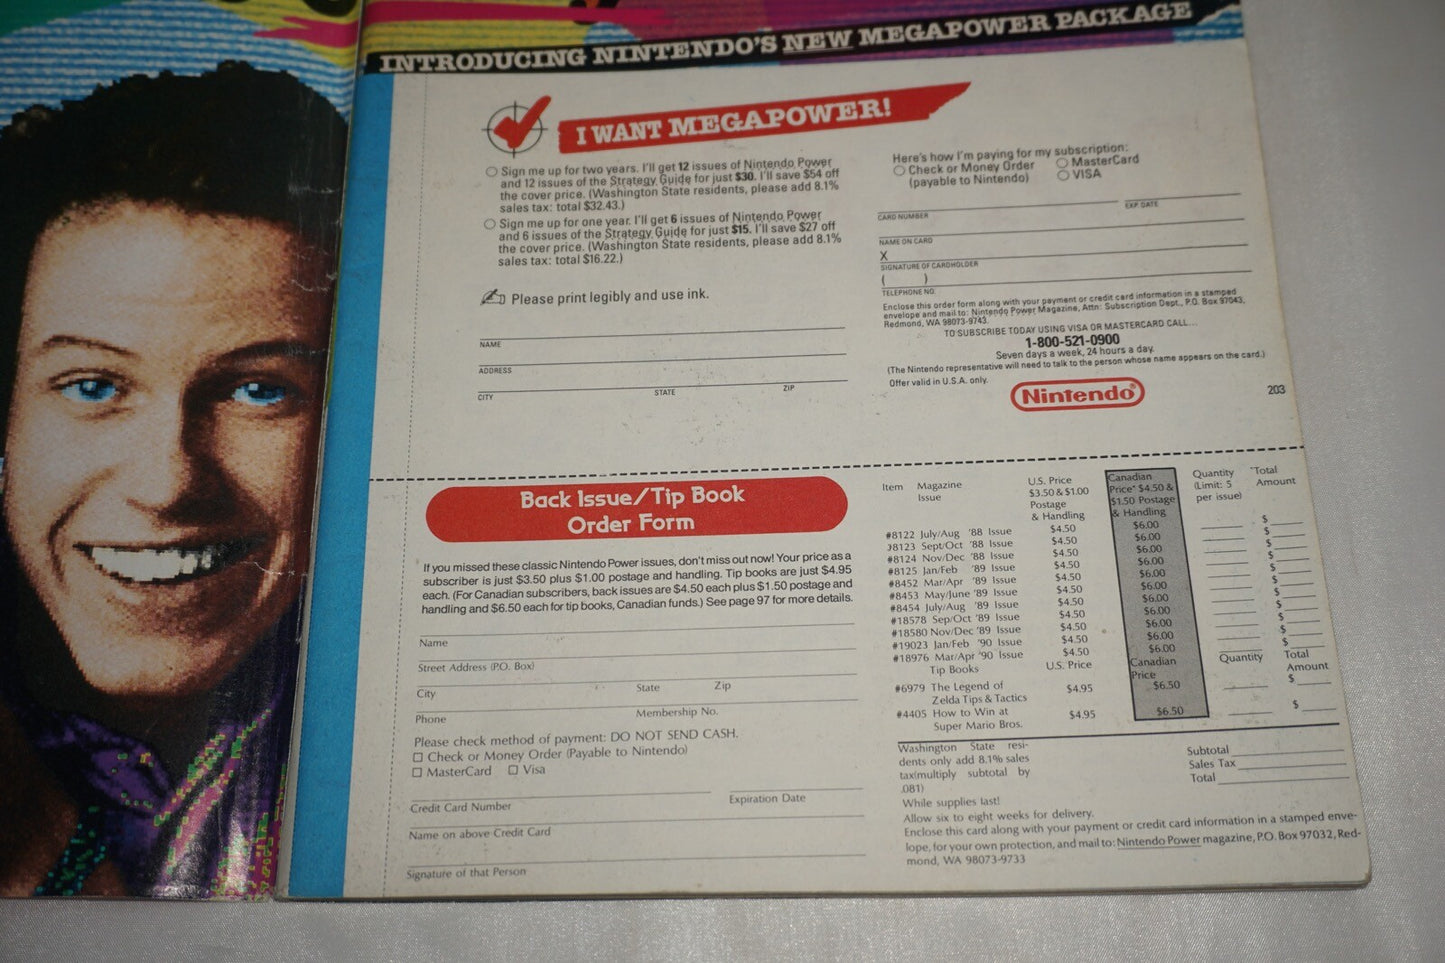 INTRODUCING NINTENDO'S NEW MEGAPOWER PACKAGE
I WANT MEGAPOWER!
Sign me up for two years. I'll get 12 issues of Nintendo Power
and 12 issues of the Strategy Guide for just $30. I'll save $54 off
the cover price. (Washington State residents, please add 8.1%
sales tax: total $32.43.)
Sign me up for one year. I'll get 6 issues of Nintendo Power
and 6 issues of the Strategy Guide for just $15. I'll save $27 off
the cover price. (Washington State residents, please add 8.1%
sales tax: total $16.22.)
Please print legibly and use ink.
NAME
ADDRESS
CITY STATE ZIP
Here's how I'm paying for my subscription:
Check or Money Order MasterCard
(payable to Nintendo) VISA
CARD NUMBER EXP. DATE
NAME ON CARD
X
SIGNATURE OF CARDHOLDER
( )
TELEPHONE NO.
Enclose this order form along with your payment or credit card information in a stamped
envelope and mail to: Nintendo Power Magazine, Attn: Subscription Dept., P.O. Box 97043,
Redmond, WA 98073-9743.
TO SUBSCRIBE TODAY USING VISA OR MASTERCARD CALL...
1-800-521-0900
Seven days a week, 24 hours a day.
(The Nintendo representative will need to talk to the person whose name appears on the card.)
Offer valid in U.S.A. only.
Nintendo®
203
Back Issue/Tip Book
Order Form
If you missed these classic Nintendo Power issues, don't miss out now! Your price as a
subscriber is just $3.50 plus $1.00 postage and handling. Tip books are just $4.95
each. (For Canadian subscribers, back issues are $4.50 each plus $1.50 postage and
handling and $6.50 each for tip books, Canadian funds.) See page 97 for more details.
Name
Street Address (P.O. Box)
City State Zip
Phone Membership No.
Please check method of payment: DO NOT SEND CASH.
Check or Money Order (Payable to Nintendo)
MasterCard Visa
Credit Card Number Expiration Date
Name on above Credit Card
Signature of that Person
Item Magazine U.S. Price Canadian Quantity Total
Issue $3.50 & $1.00 Price* $4.50 & (Limit: 5 Amount
Postage $1.50 Postage per issue)
& Handling & Handling
#8122 July/Aug '88 Issue $4.50 $6.00 $
J8123 Sept/Oct '88 Issue $4.50 $6.00 $
#8124 Nov/Dec '88 Issue $4.50 $6.00 $
#8125 Jan/Feb '89 Issue $4.50 $6.00 $
#8452 Mar/Apr '89 Issue $4.50 $6.00 $
#8453 May/June '89 Issue $4.50 $6.00 $
#8454 July/Aug '89 Issue $4.50 $6.00 $
#18578 Sep/Oct '89 Issue $4.50 $6.00 $
#18580 Nov/Dec '89 Issue $4.50 $6.00 $
#19023 Jan/Feb '90 Issue $4.50 $6.00 $
#18976 Mar/Apr '90 Issue $4.50 $6.00 $
Tip Books U.S. Price Canadian Quantity Total
Price Amount
#6979 The Legend of $4.95 $6.50 $
Zelda Tips & Tactics
#4405 How to Win at $4.95 $6.50 $
Super Mario Bros.
Washington State resi-
dents only add 8.1% sales
tax(multiply subtotal by
.081)
Subtotal
Sales Tax
Total
While supplies last!
Allow six to eight weeks for delivery.
Enclose this card along with your payment or credit card information in a stamped enve-
lope, for your own protection, and mail to: Nintendo Power magazine, P.O. Box 97032, Red-
mond, WA 98073-9733